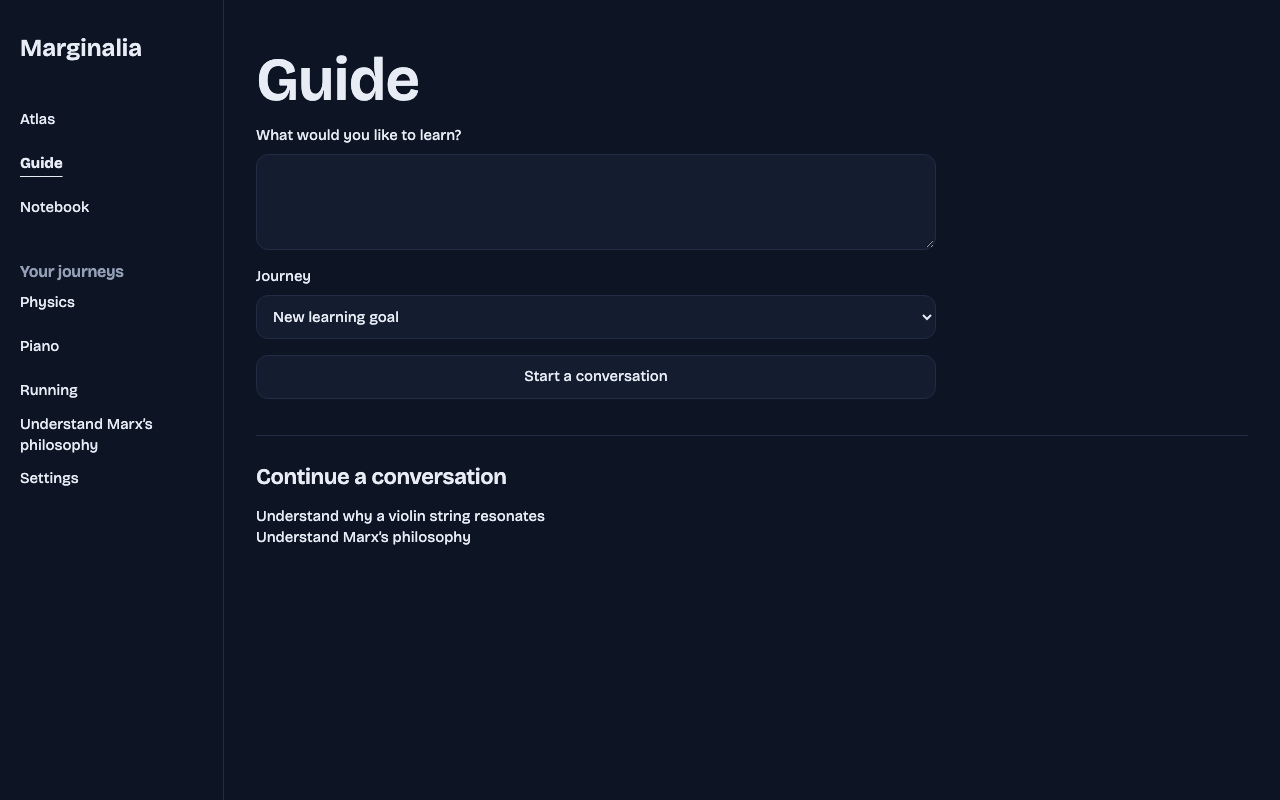 Marginalia
Atlas
Guide
Notebook
Your journeys
Physics
Piano
Running
Understand Marx's
philosophy
Settings
Guide
What would you like to learn?
Journey
New learning goal
Start a conversation
Continue a conversation
Understand why a violin string resonates
Understand Marx's philosophy